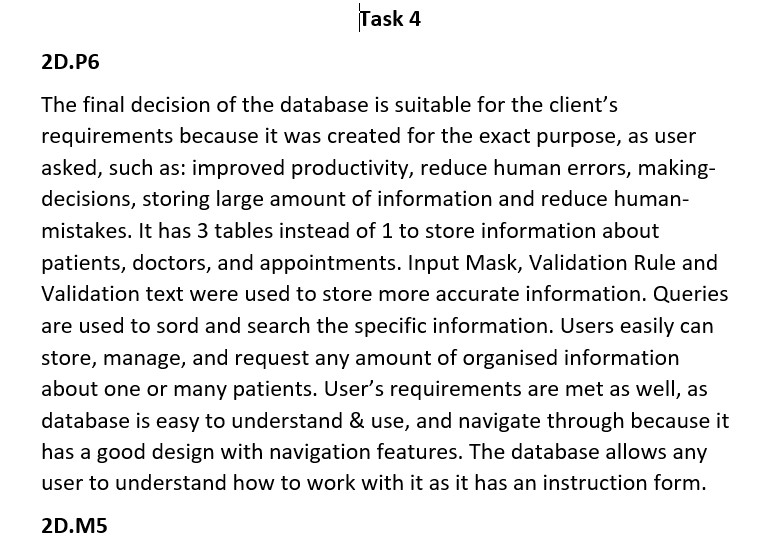 Task 4
2D.P6
The final decision of the database is suitable for the client’s
requirements because it was created for the exact purpose, as user
asked, such as: improved productivity, reduce human errors, making-
decisions, storing large amount of information and reduce human-
mistakes. It has 3 tables instead of 1 to store information about
patients, doctors, and appointments. Input Mask, Validation Rule and
Validation text were used to store more accurate information. Queries
are used to sord and search the specific information. Users easily can
store, manage, and request any amount of organised information
about one or many patients. User’s requirements are met as well, as
database is easy to understand & use, and navigate through because it
has a good design with navigation features. The database allows any
user to understand how to work with it as it has an instruction form.
2D.M5